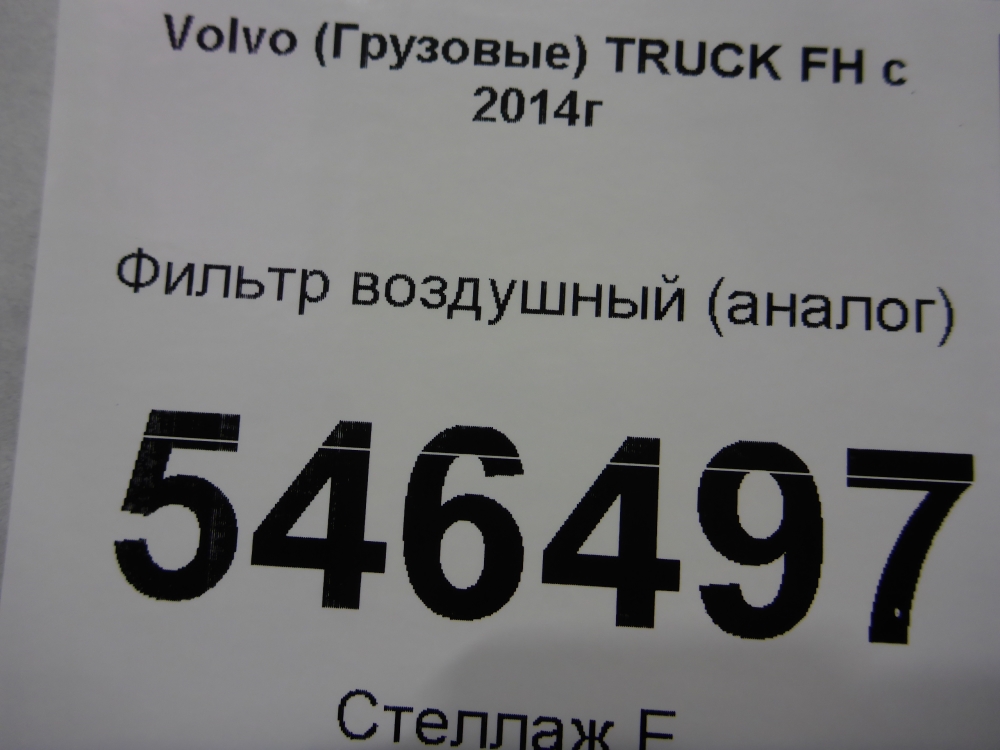 Volvo (Грузовые) TRUCK FH с
2014г
Фильтр воздушный (аналог)
546497
Стеллаж